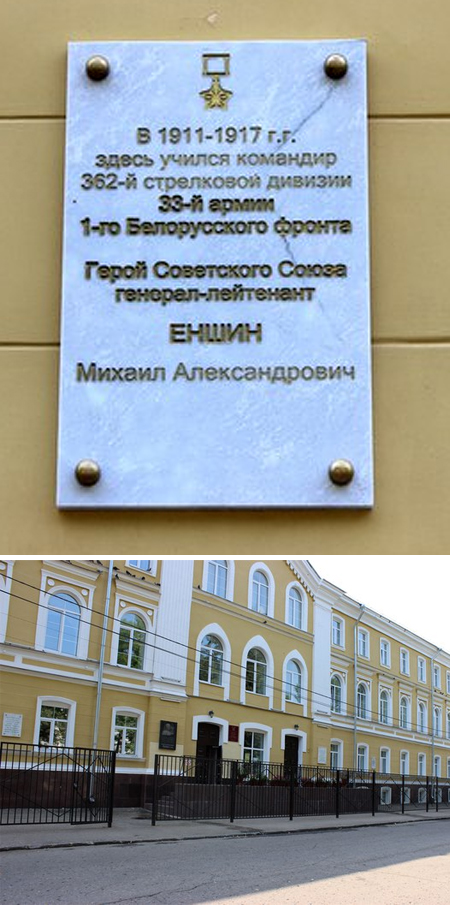 В 1911-1917 г.г.
здесь учился командир
362-й стрелковой дивизии
33-й армии
1-го Белорусского фронта
Герой Советского Союза
генерал-лейтенант
ЕНШИН
Михаил Александрович